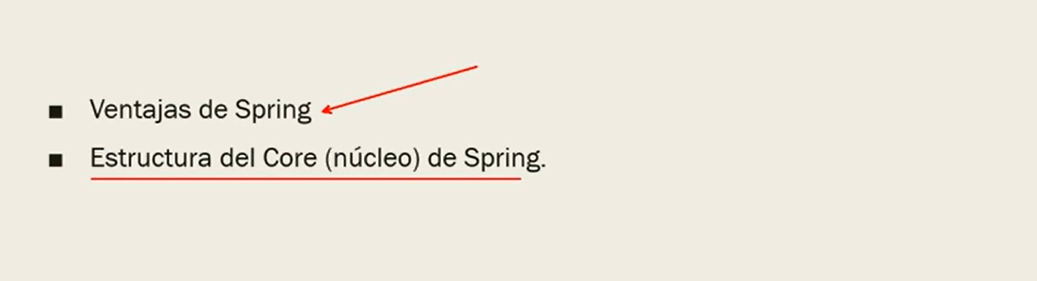 ■ Ventajas de Spring
■ Estructura del Core (núcleo) de Spring.